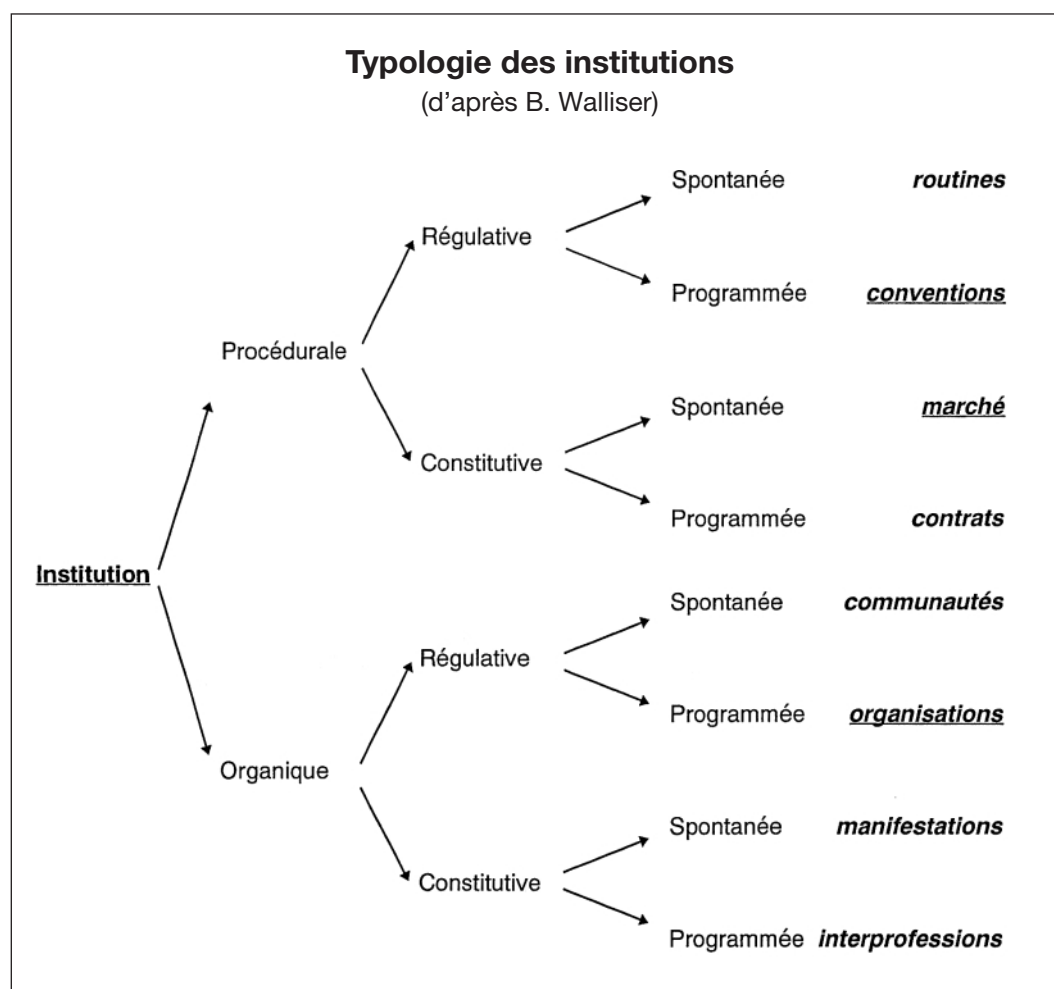 Typologie des institutions
(d'après B. Walliser)
Spontanée routines
Régulative
Programmée conventions
Procédurale
Spontanée marché
Constitutive
Programmée contrats
Institution
Spontanée communautés
Régulative
Programmée organisations
Organique
Spontanée manifestations
Constitutive
Programmée interprofessions